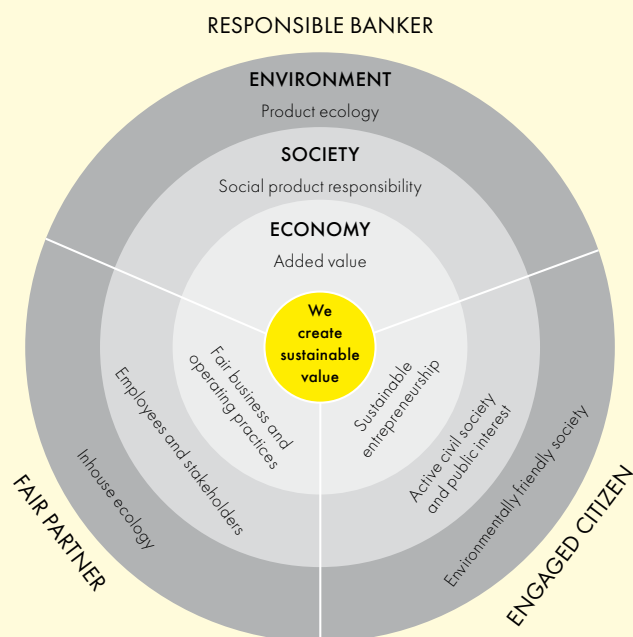 RESPONSIBLE BANKER
ENVIRONMENT
Product ecology
SOCIETY
Social product responsibility
ECONOMY
Added value
We
create
sustainable
value
Fair business and
operating practices
Employees and stakeholders
Inhouse ecology
FAIR PARTNER
Sustainable
entrepreneurship
Active civil society
and public interest
Environmentally friendly society
ENGAGED CITIZEN